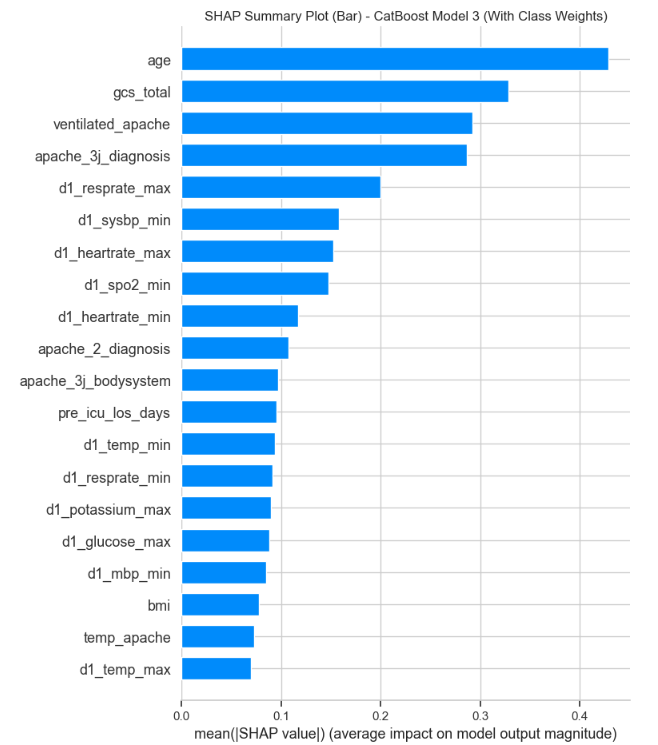 SHAP Summary Plot (Bar) - CatBoost Model 3 (With Class Weights)
age
gcs_total
ventilated_apache
apache_3j_diagnosis
d1_resprate_max
d1_sysbp_min
d1_heartrate_max
d1_spo2_min
d1_heartrate_min
apache_2_diagnosis
apache_3j_bodysystem
pre_icu_los_days
d1_temp_min
d1_resprate_min
d1_potassium_max
d1_glucose_max
d1_mbp_min
bmi
temp_apache
d1_temp_max
0.0 0.1 0.2 0.3 0.4
mean(|SHAP value|) (average impact on model output magnitude)